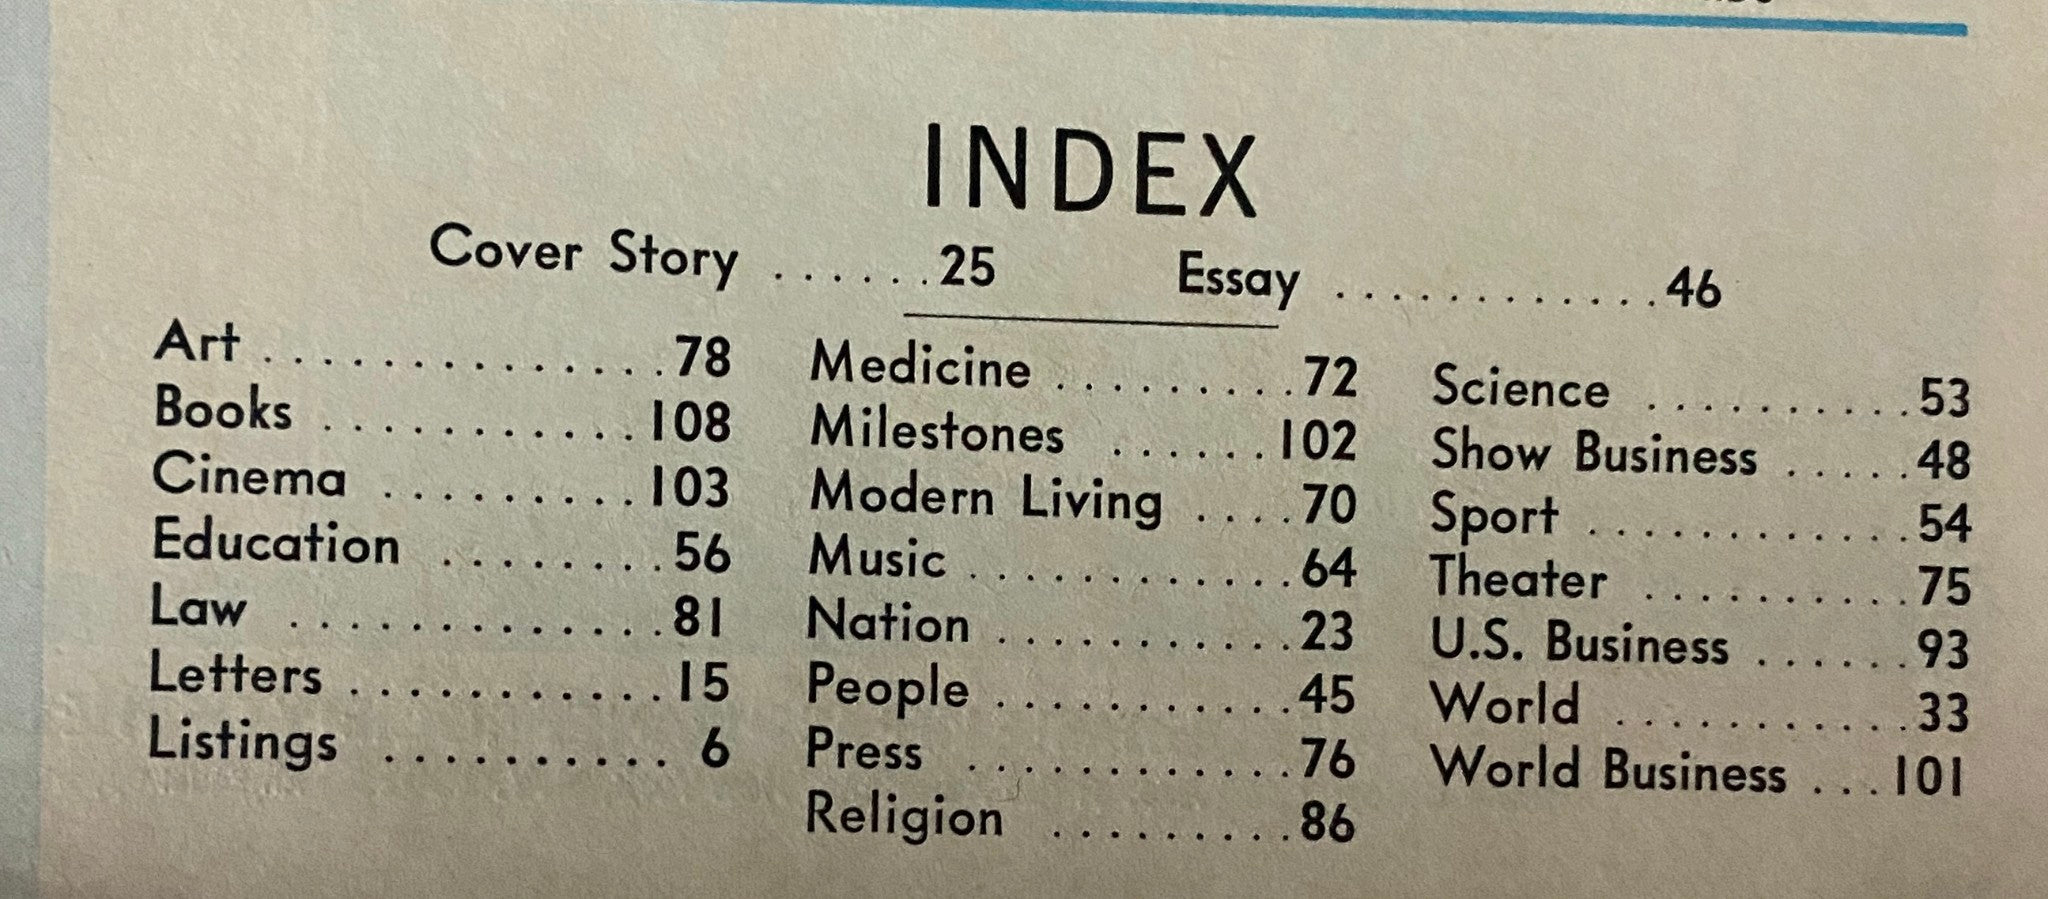 INDEX
Cover Story ......25 Essay ............46
Art ..............78
Books ...........108
Cinema .........103
Education ........56
Law .............81
Letters ...........15
Listings .......... 6
Medicine .........72
Milestones ......102
Modern Living ....70
Music ...........64
Nation ..........23
People ..........45
Press ...........76
Religion .........86
Science ..........53
Show Business .....48
Sport ...........54
Theater .........75
U.S. Business ......93
World ..........33
World Business ...101